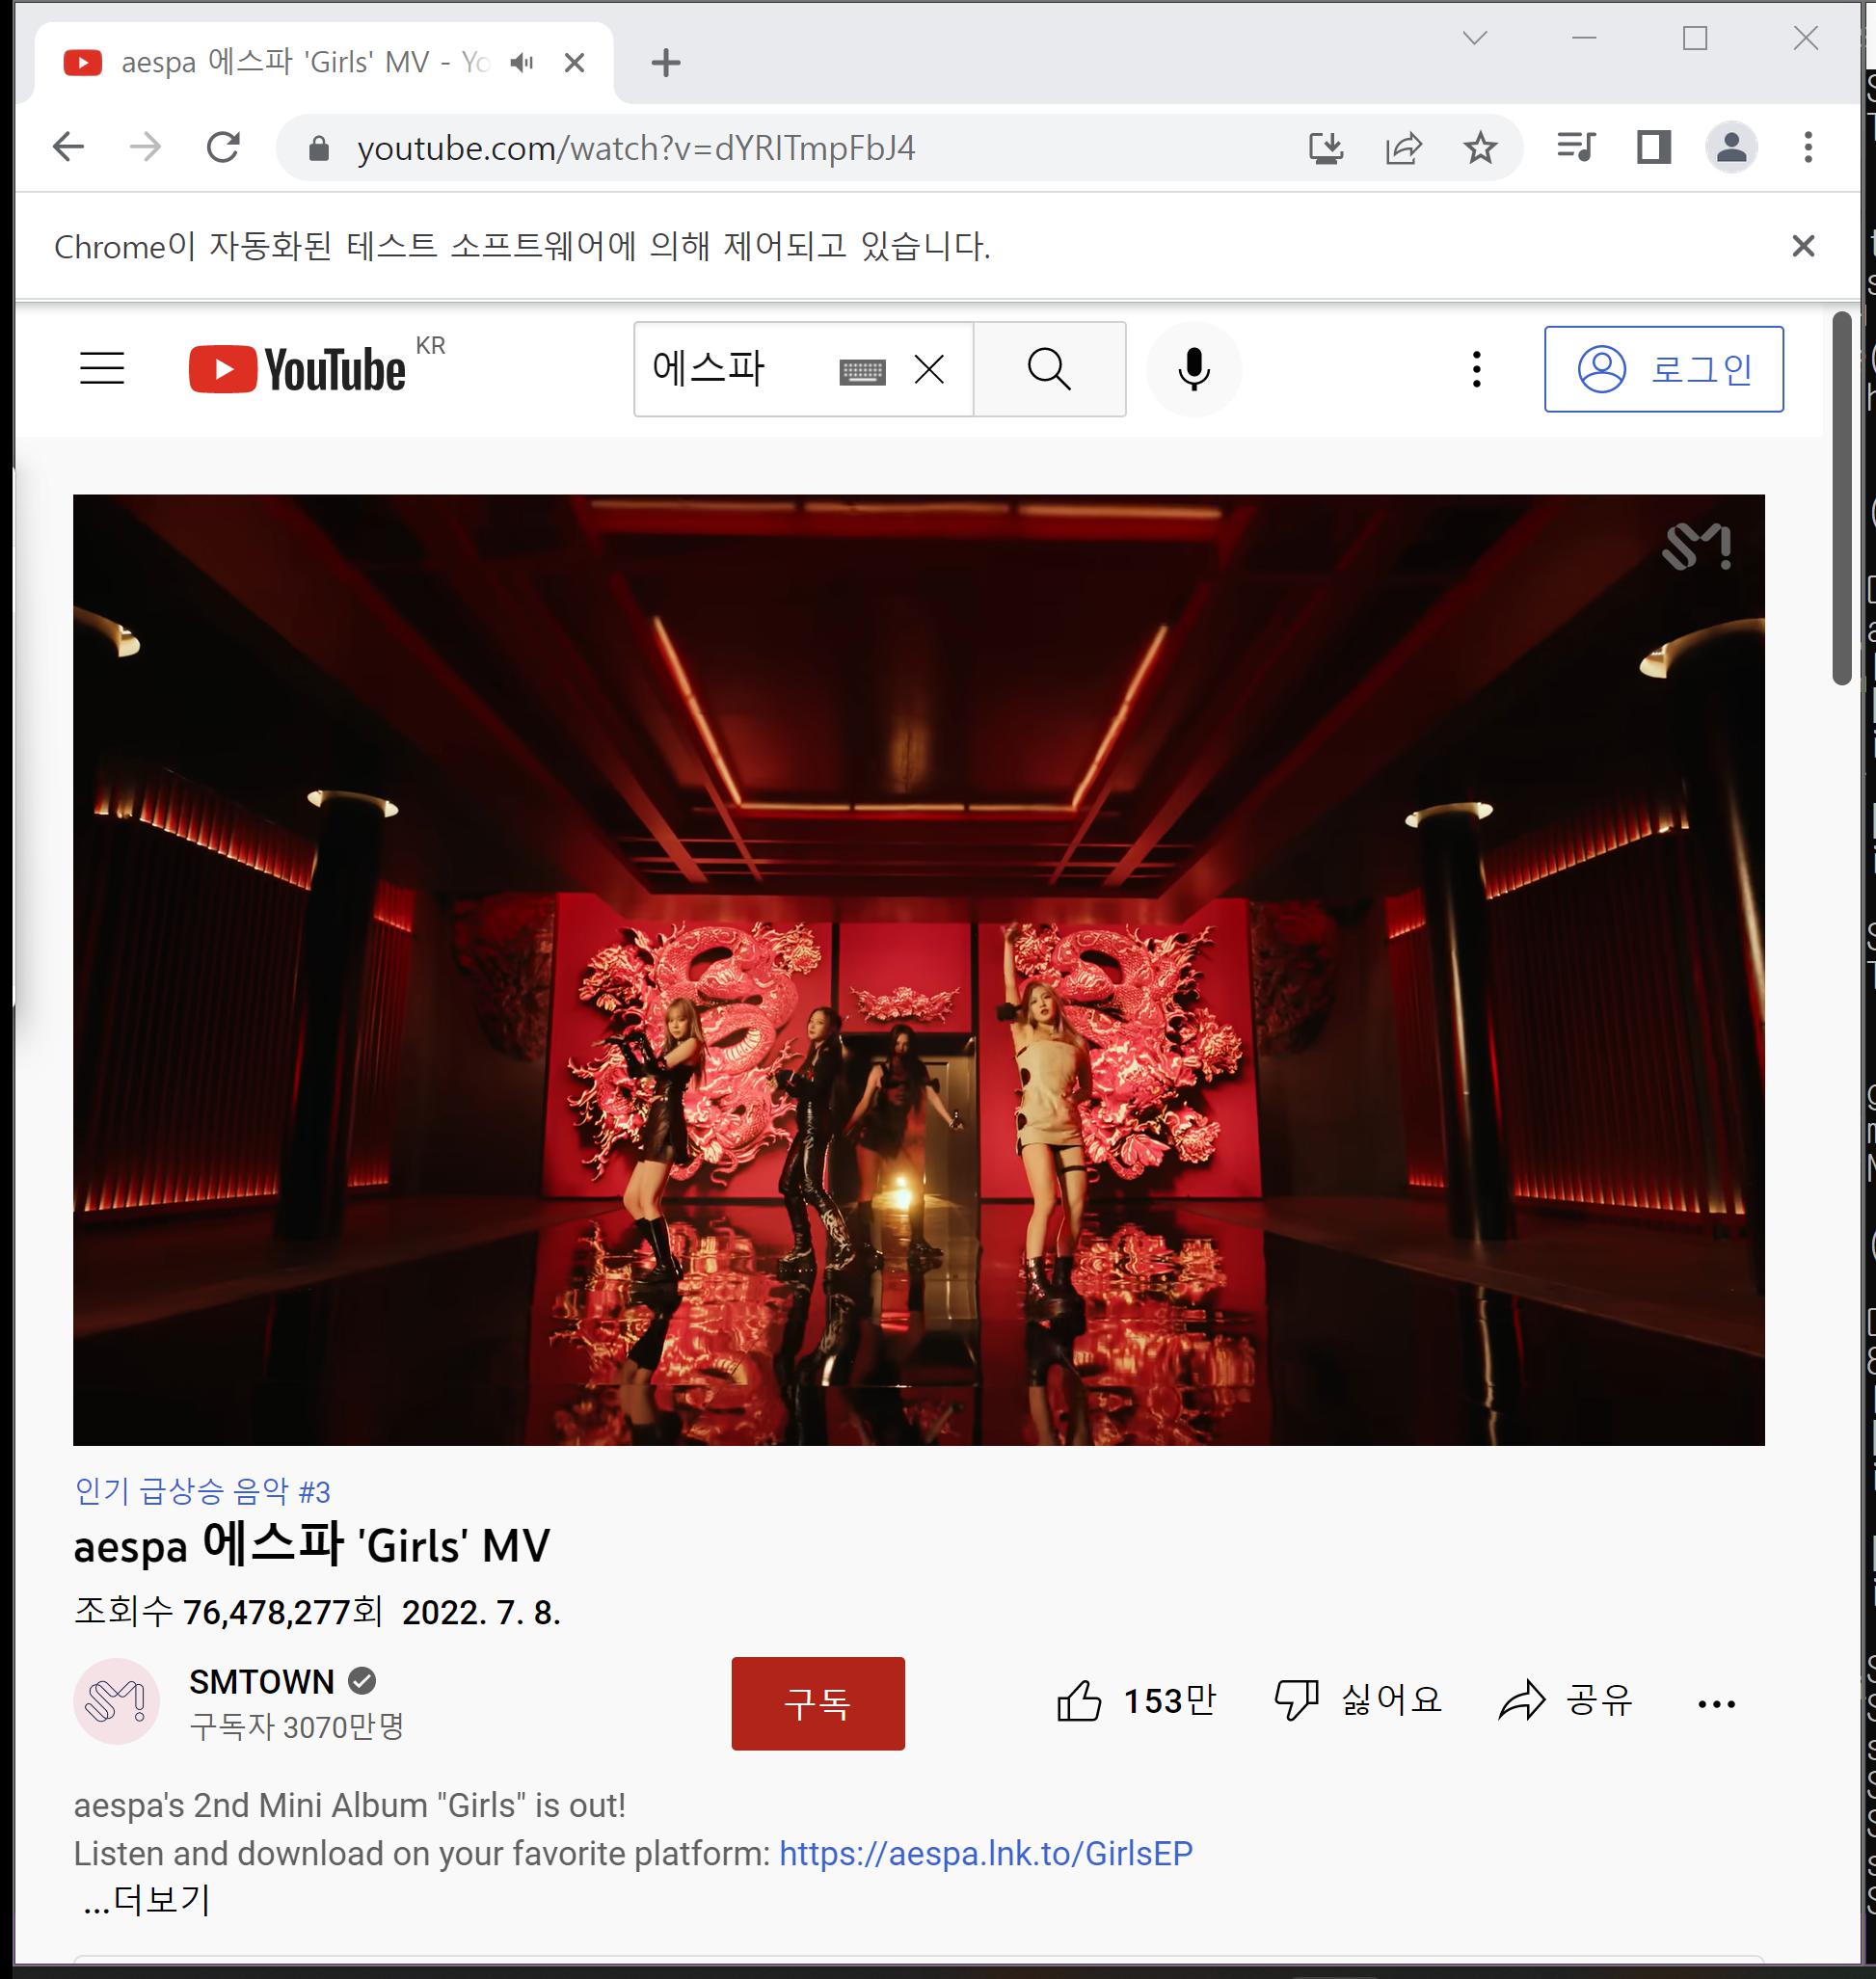 aespa 에스파 'Girls' MV - Yo
youtube.com/watch?v=dYRITmpFbJ4
Chrome이 자동화된 테스트 소프트웨어에 의해 제어되고 있습니다.
YouTube KR
에스파
로그인
SM!
인기 급상승 음악 #3
aespa 에스파 'Girls' MV
조회수 76,478,277회 2022. 7. 8.
SM!
SMTOWN
구독자 3070만명
구독
153만
싫어요
공유
aespa's 2nd Mini Album "Girls" is out!
Listen and download on your favorite platform: https://aespa.lnk.to/GirlsEP
...더보기